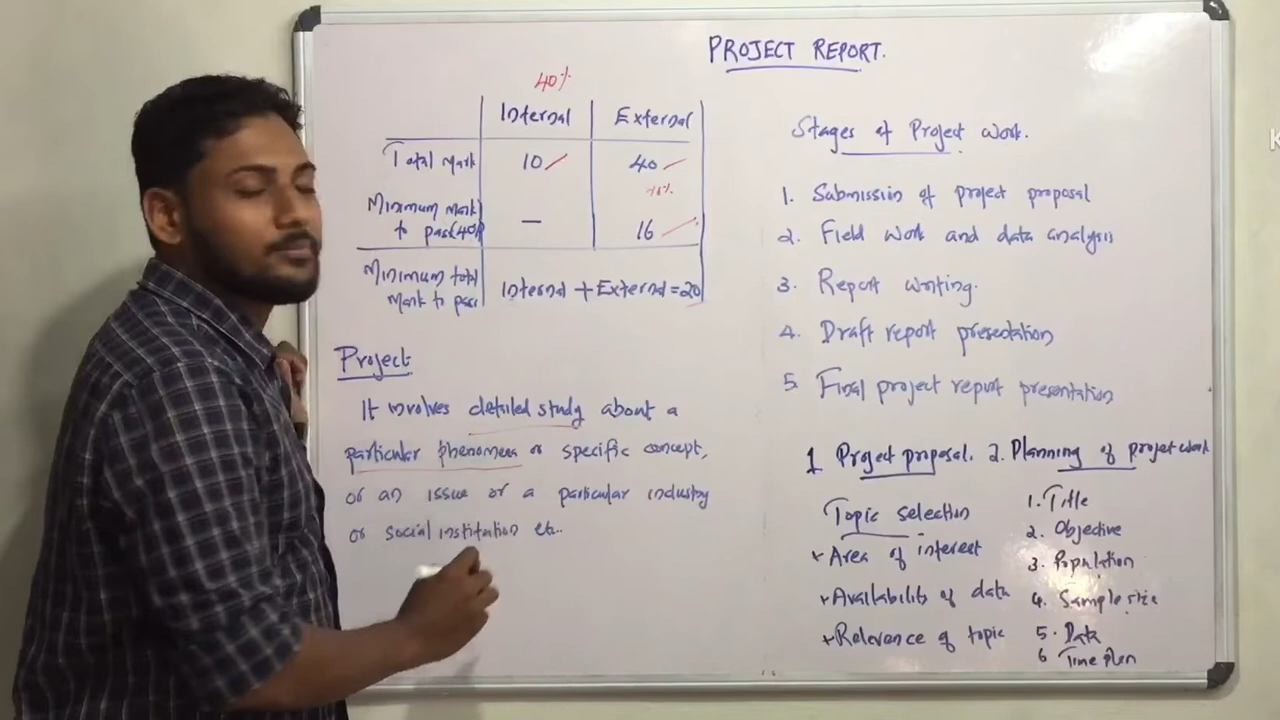 PROJECT REPORT.
40%
Internal External
Total Mark 10 40
Minimum Mark
to pass(40%) — 16
Minimum total
Mark to pass Internal + External = 20
Project
It involves detailed study about a
particular phenomena or specific concept,
or an issue or a particular industry
or social institution etc..
Stages of Project Work.
1. Submission of project proposal
2. Field work and data analysis
3. Report writing.
4. Draft report presentation
5. Final project report presentation
1 Project proposal.
Topic selection
+ Area of interest
+ Availability of data
+ Relevance of topic
2. Planning of project work
1. Title
2. Objective
3. Population
4. Sample size
5. Data
6 Time plan
K